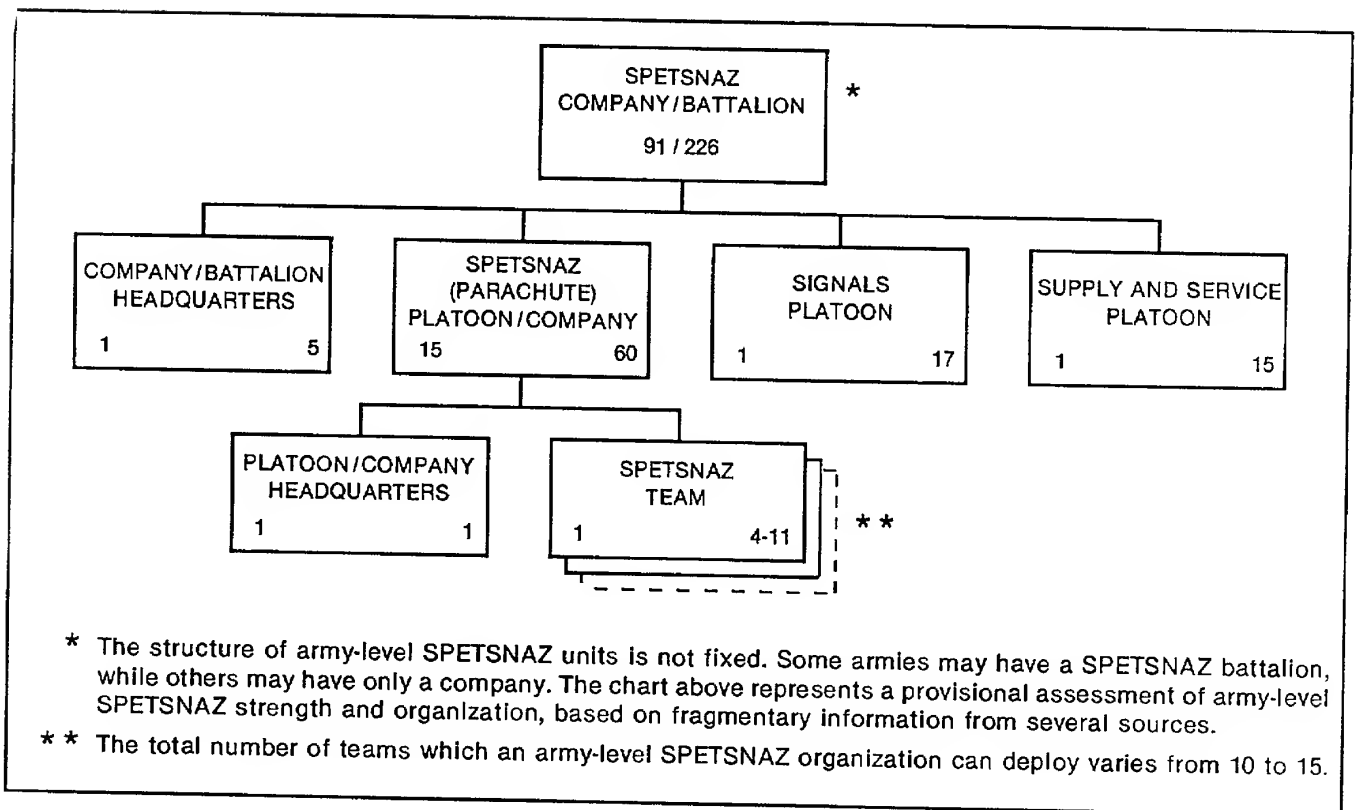 SPETSNAZ
COMPANY/BATTALION
91 / 226
*
COMPANY/BATTALION
HEADQUARTERS
1 5
SPETSNAZ
(PARACHUTE)
PLATOON/COMPANY
15 60
SIGNALS
PLATOON
1 17
SUPPLY AND SERVICE
PLATOON
1 15
PLATOON/COMPANY
HEADQUARTERS
1 1
SPETSNAZ
TEAM
1 4-11
* *
* The structure of army-level SPETSNAZ units is not fixed. Some armies may have a SPETSNAZ battalion,
while others may have only a company. The chart above represents a provisional assessment of army-level
SPETSNAZ strength and organization, based on fragmentary information from several sources.
* * The total number of teams which an army-level SPETSNAZ organization can deploy varies from 10 to 15.